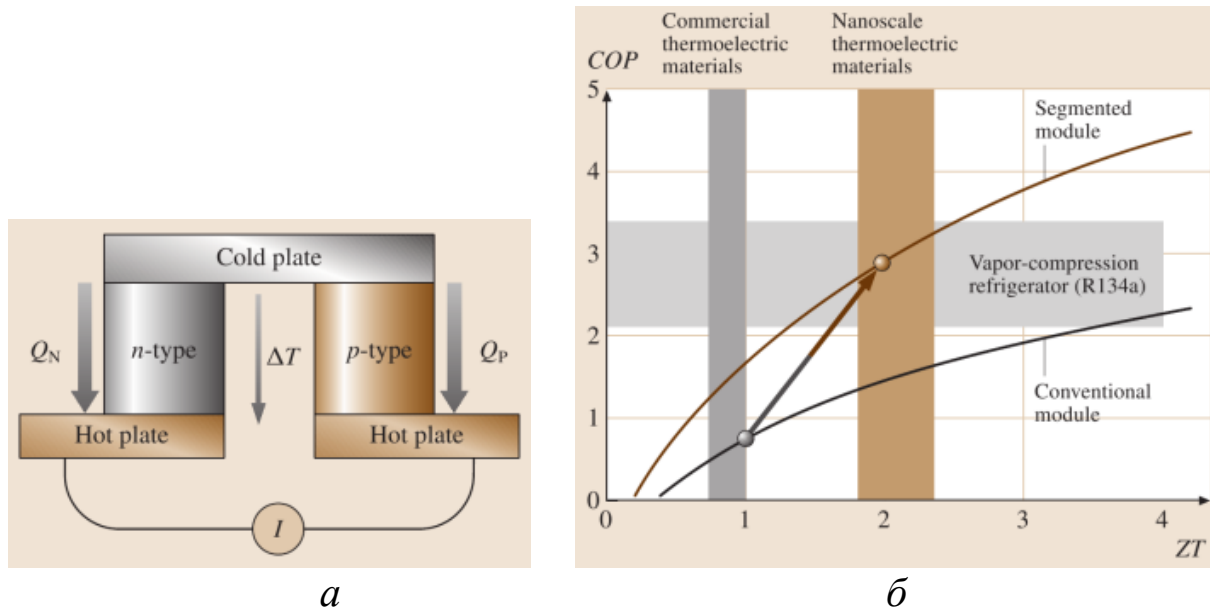 Cold plate
Q_N
n-type
ΔT
p-type
Q_P
Hot plate
Hot plate
I
а
Commercial
thermoelectric
materials
Nanoscale
thermoelectric
materials
COP
5
4
3
2
1
0
Segmented
module
Vapor-compression
refrigerator (R134a)
Conventional
module
0
1
2
3
4
ZT
б